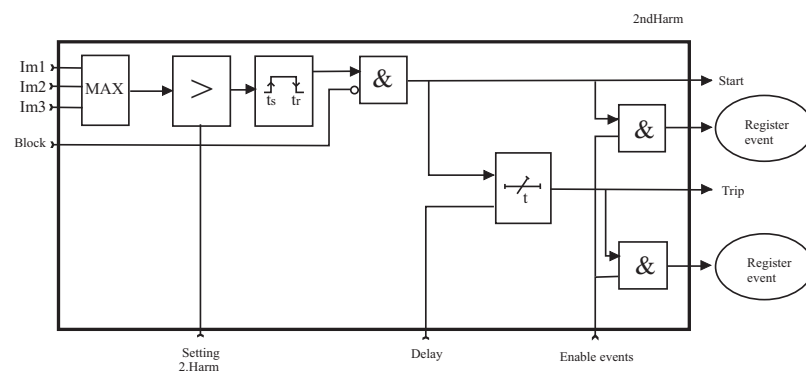 2ndHarm
Im1
Im2
Im3
MAX
>
ts tr
&
Start
Block
&
Register
event
t
Trip
&
Register
event
Setting
2.Harm
Delay
Enable events